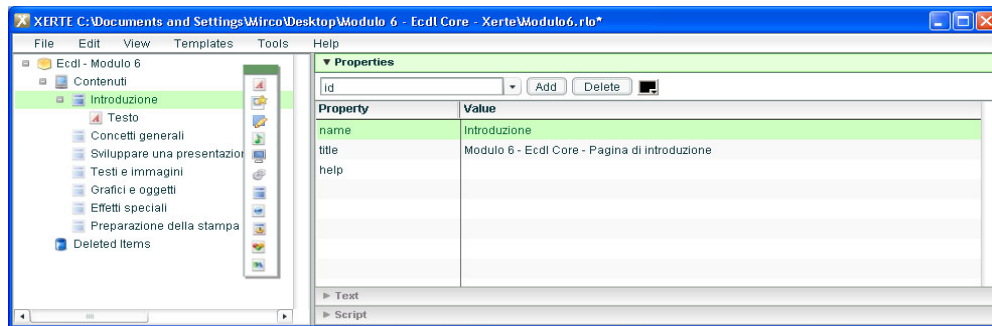 XERTE C:\Documents and Settings\Mirco\Desktop\Modulo 6 - Ecdl Core - Xerte\Modulo6.rlo*
File Edit View Templates Tools Help
Ecdl - Modulo 6
Contenuti
Introduzione
Testo
Concetti generali
Sviluppare una presentazion
Testi e immagini
Grafici e oggetti
Effetti speciali
Preparazione della stampa
Deleted Items
Properties
id Add Delete
Property Value
name Introduzione
title Modulo 6 - Ecdl Core - Pagina di introduzione
help
Text
Script